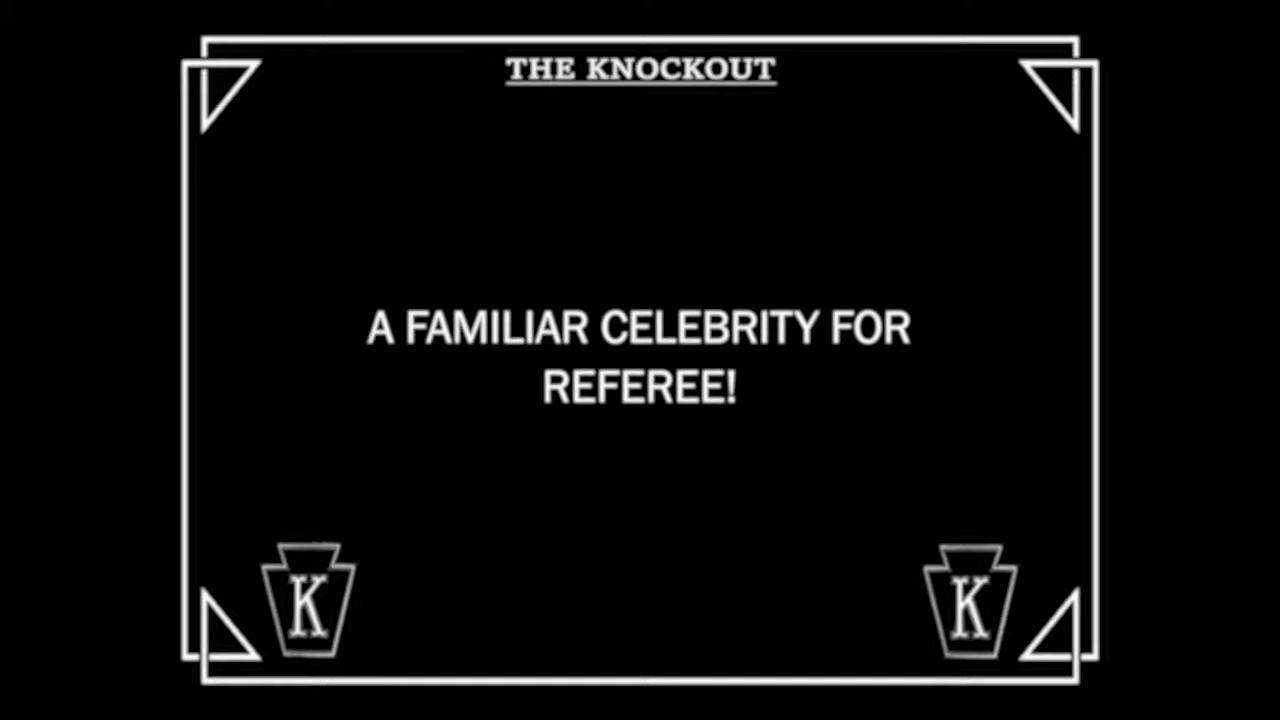 THE KNOCKOUT
A FAMILIAR CELEBRITY FOR
REFEREE!
K
K